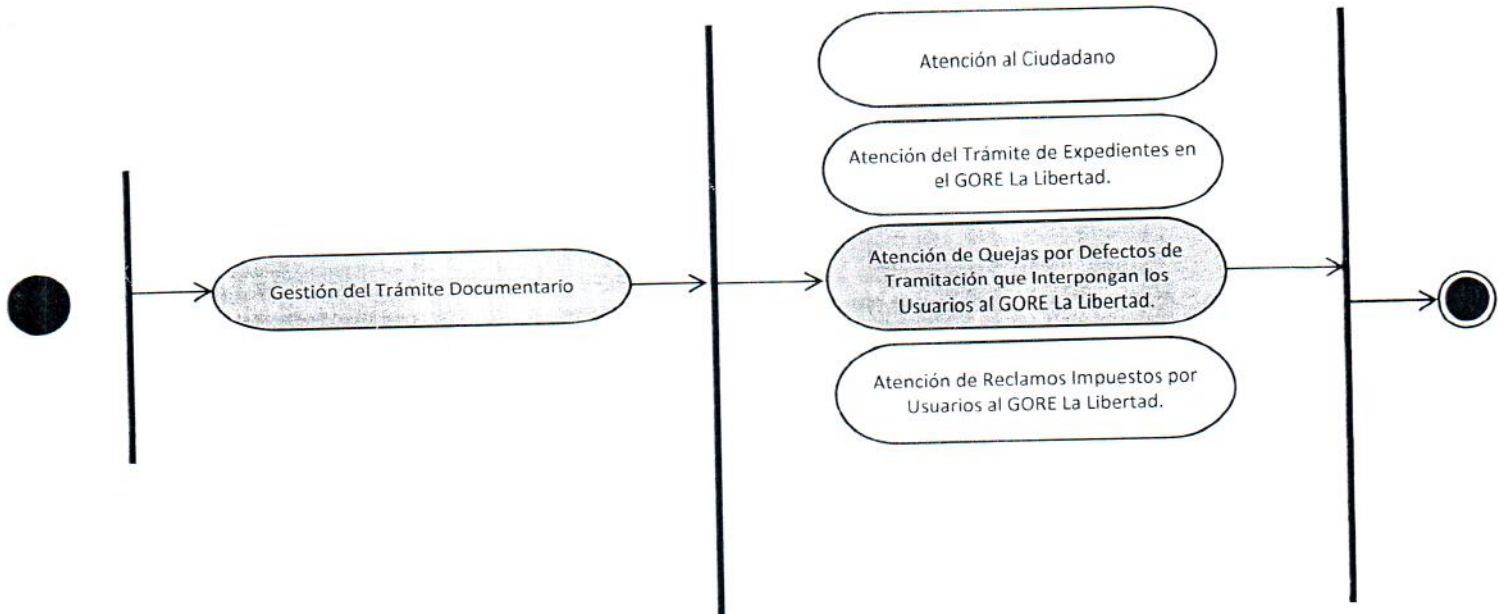 Atención al Ciudadano
Atención del Trámite de Expedientes en
el GORE La Libertad.
Gestión del Trámite Documentario
Atención de Quejas por Defectos de
Tramitación que Interpongan los
Usuarios al GORE La Libertad.
Atención de Reclamos Impuestos por
Usuarios al GORE La Libertad.